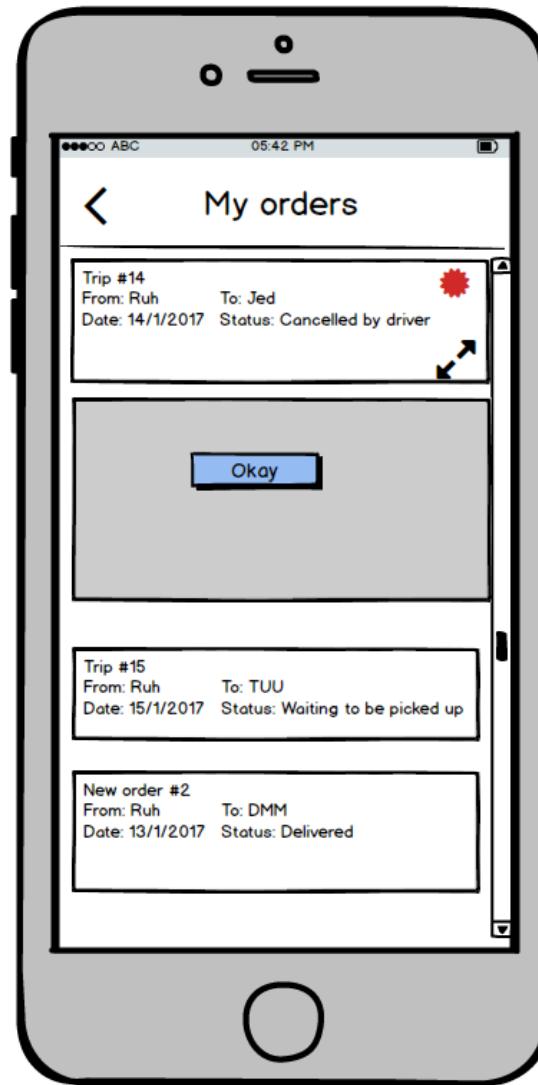 ABC 05:42 PM
My orders
Trip #14
From: Ruh To: Jed
Date: 14/1/2017 Status: Cancelled by driver
Okay
Trip #15
From: Ruh To: TUU
Date: 15/1/2017 Status: Waiting to be picked up
New order #2
From: Ruh To: DMM
Date: 13/1/2017 Status: Delivered